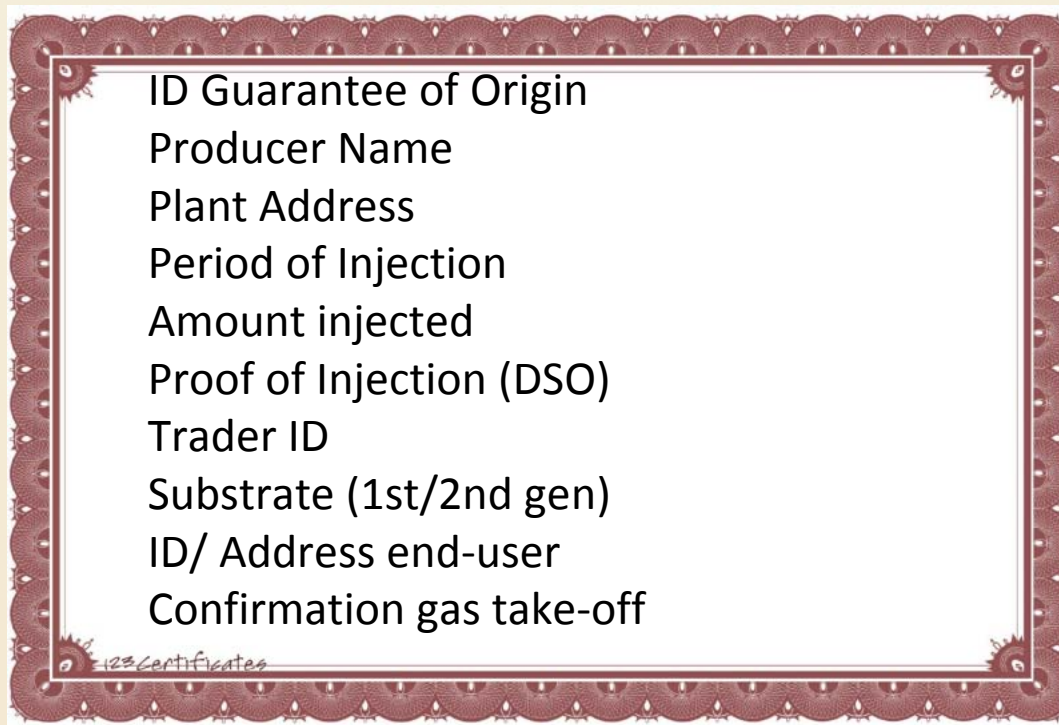 ID Guarantee of Origin
Producer Name
Plant Address
Period of Injection
Amount injected
Proof of Injection (DSO)
Trader ID
Substrate (1st/2nd gen)
ID/ Address end-user
Confirmation gas take-off
123Certificates